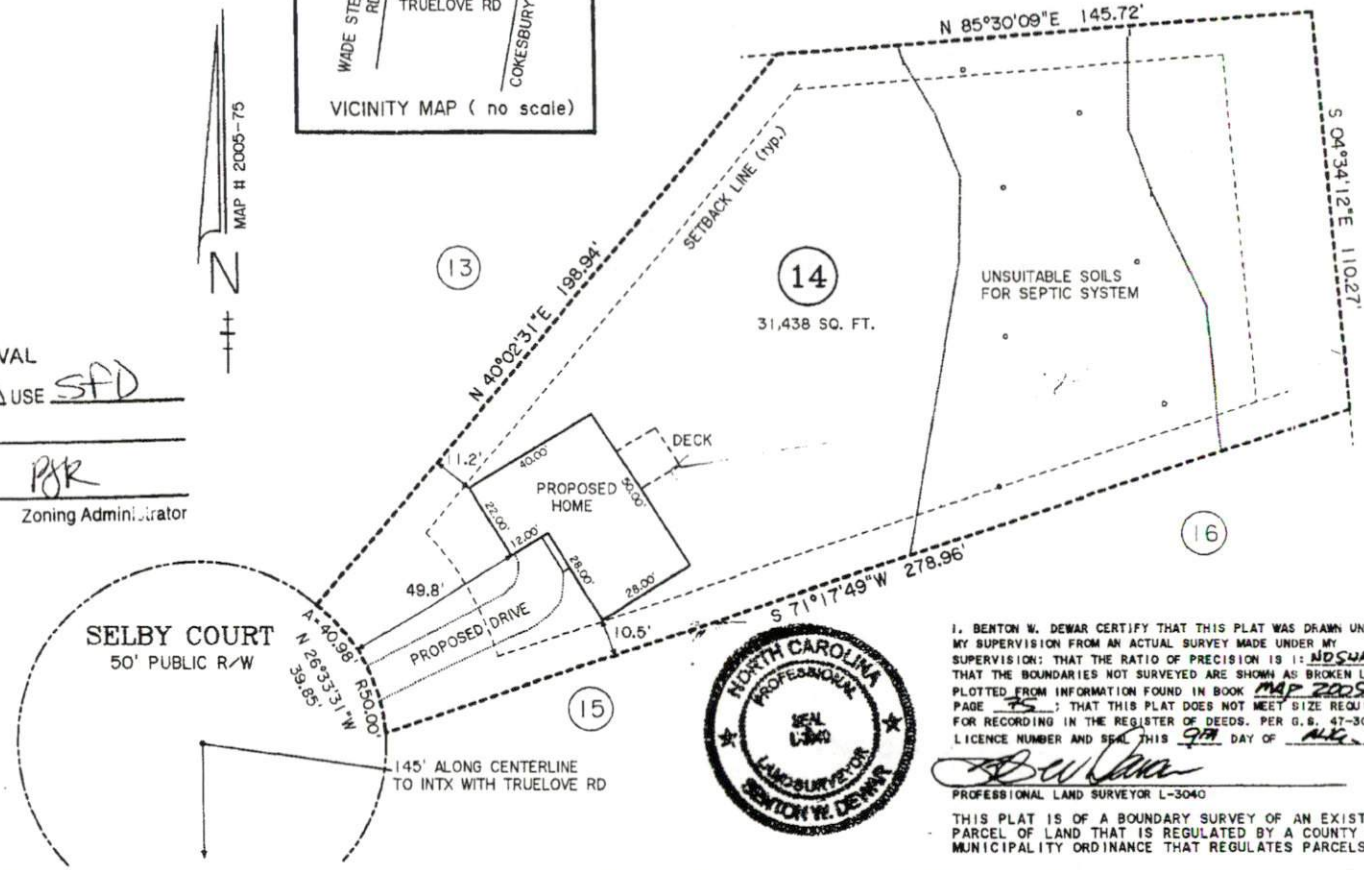 WADE STE
RD
TRUELOVE RD
COKESBURY
VICINITY MAP ( no scale)
MAP # 2005-75
N
N 85°30'09"E 145.72'
S 04°34'12"E 110.27'
SETBACK LINE (typ.)
13
N 40°02'31"E 198.94'
14
31,438 SQ. FT.
UNSUITABLE SOILS
FOR SEPTIC SYSTEM
VAL
USE SFD
PJR
Zoning Administrator
11.2'
40.00'
DECK
PROPOSED
HOME
50.00'
22.00'
12.00'
28.00'
28.00'
49.8'
PROPOSED DRIVE
10.5'
S 71°17'49"W 278.96'
16
15
SELBY COURT
50' PUBLIC R/W
A 40.98' R50.00'
N 26°33'31"W
39.85'
145' ALONG CENTERLINE
TO INTX WITH TRUELOVE RD
NORTH CAROLINA
PROFESSIONAL
SEAL
L-3040
LAND SURVEYOR
BENTON W. DEWAR
I. BENTON W. DEWAR CERTIFY THAT THIS PLAT WAS DRAWN UN
MY SUPERVISION FROM AN ACTUAL SURVEY MADE UNDER MY
SUPERVISION: THAT THE RATIO OF PRECISION IS 1:
THAT THE BOUNDARIES NOT SURVEYED ARE SHOWN AS BROKEN L
PLOTTED FROM INFORMATION FOUND IN BOOK MAP 2005
PAGE 75 ; THAT THIS PLAT DOES NOT MEET SIZE REQU
FOR RECORDING IN THE REGISTER OF DEEDS. PER G.S. 47-30
LICENCE NUMBER AND SEAL THIS 9TH DAY OF AUG.
PROFESSIONAL LAND SURVEYOR L-3040
THIS PLAT IS OF A BOUNDARY SURVEY OF AN EXIST
PARCEL OF LAND THAT IS REGULATED BY A COUNTY
MUNICIPALITY ORDINANCE THAT REGULATES PARCELS